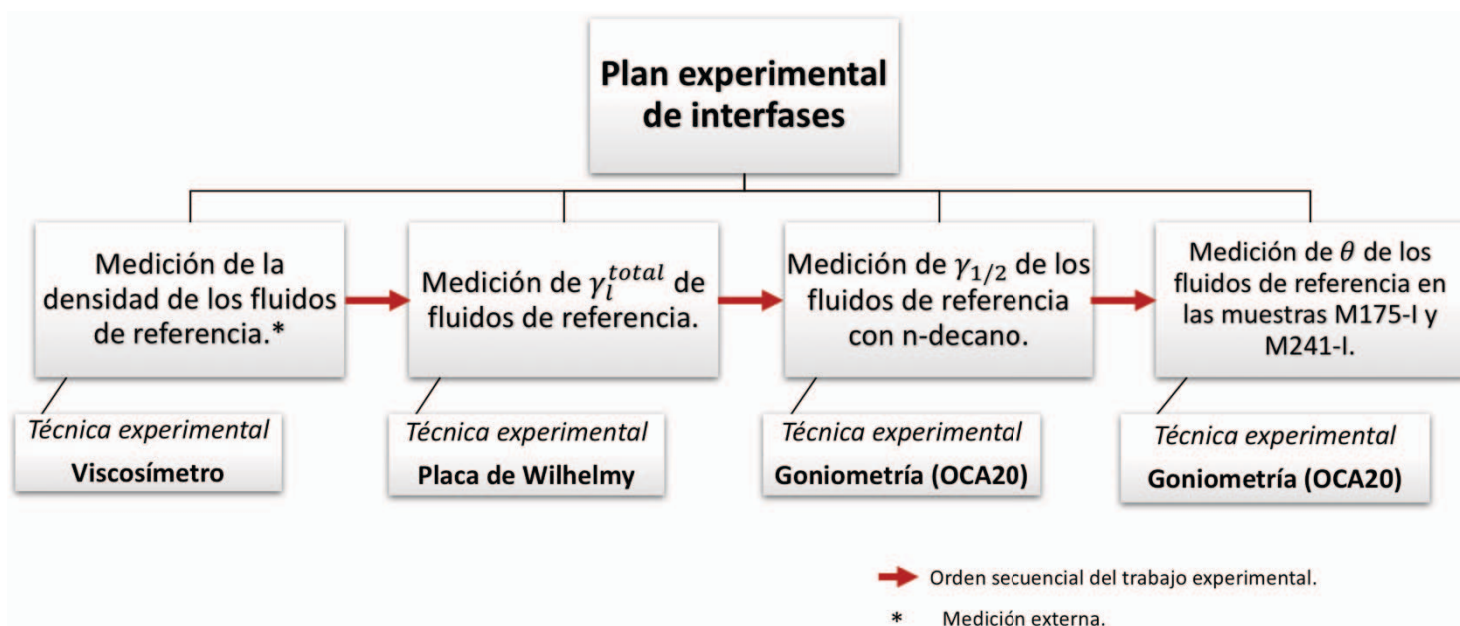 Plan experimental
de interfases
Medición de la
densidad de los fluidos
de referencia.*
Medición de γ_l^{total} de
fluidos de referencia.
Medición de γ_{1/2} de los
fluidos de referencia
con n-decano.
Medición de θ de los
fluidos de referencia en
las muestras M175-I y
M241-I.
Técnica experimental
Viscosímetro
Técnica experimental
Placa de Wilhelmy
Técnica experimental
Goniometría (OCA20)
Técnica experimental
Goniometría (OCA20)
Orden secuencial del trabajo experimental.
* Medición externa.